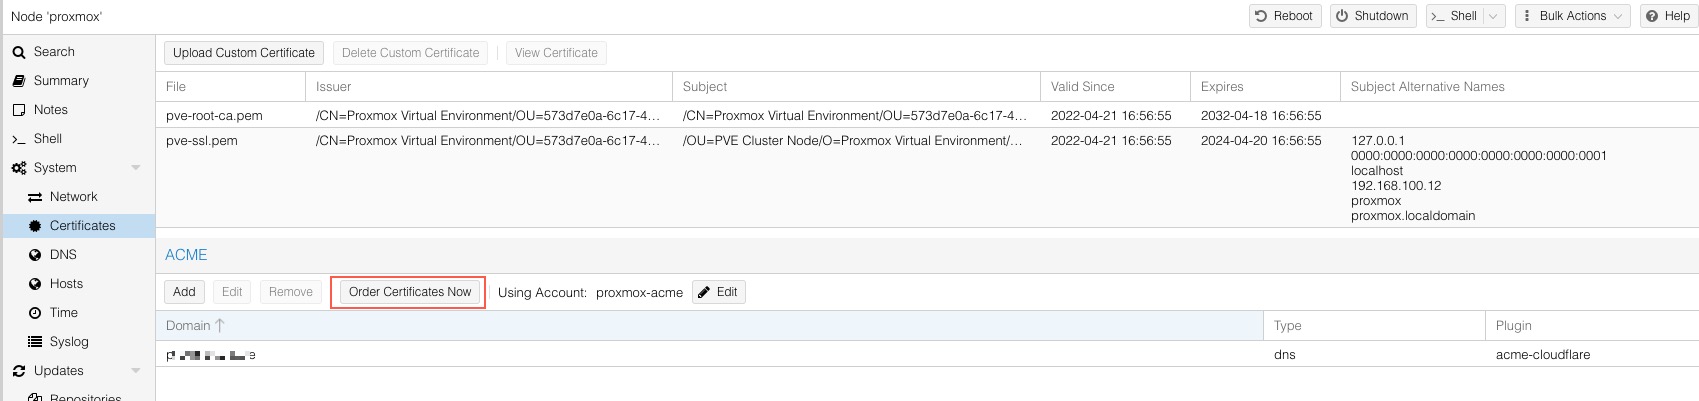 Node 'proxmox'
Reboot Shutdown Shell Bulk Actions Help
Search
Summary
Notes
Shell
System
Network
Certificates
DNS
Hosts
Time
Syslog
Updates
Repositories
Upload Custom Certificate Delete Custom Certificate View Certificate
File Issuer Subject Valid Since Expires Subject Alternative Names
pve-root-ca.pem /CN=Proxmox Virtual Environment/OU=573d7e0a-6c17-4... /CN=Proxmox Virtual Environment/OU=573d7e0a-6c17-4... 2022-04-21 16:56:55 2032-04-18 16:56:55
pve-ssl.pem /CN=Proxmox Virtual Environment/OU=573d7e0a-6c17-4... /OU=PVE Cluster Node/O=Proxmox Virtual Environment/... 2022-04-21 16:56:55 2024-04-20 16:56:55 127.0.0.1
0000:0000:0000:0000:0000:0000:0000:0001
localhost
192.168.100.12
proxmox
proxmox.localdomain
ACME
Add Edit Remove Order Certificates Now Using Account: proxmox-acme Edit
Domain ↑ Type Plugin
dns acme-cloudflare